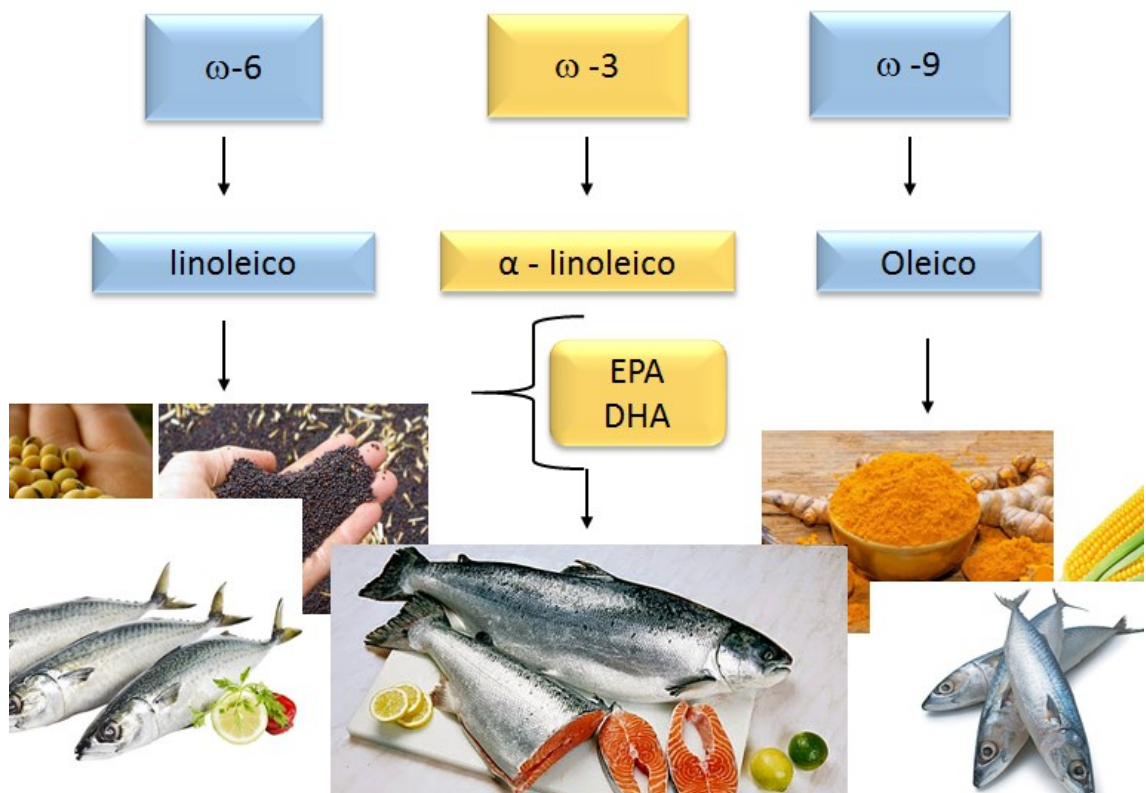 ω-6
ω -3
ω -9
linoleico
α - linoleico
Oleico
EPA
DHA